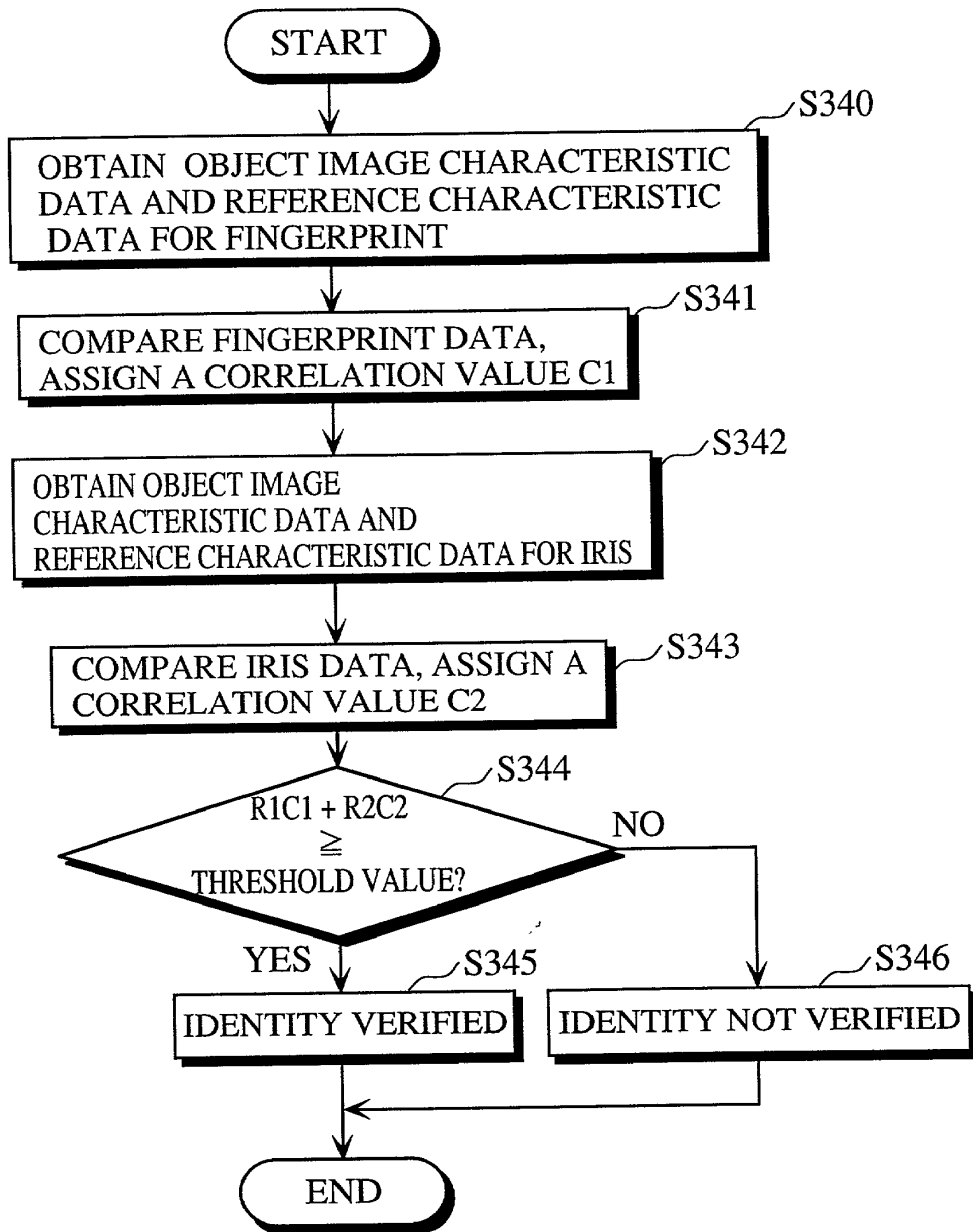 START
S340
OBTAIN OBJECT IMAGE CHARACTERISTIC
DATA AND REFERENCE CHARACTERISTIC
DATA FOR FINGERPRINT
S341
COMPARE FINGERPRINT DATA,
ASSIGN A CORRELATION VALUE C1
S342
OBTAIN OBJECT IMAGE
CHARACTERISTIC DATA AND
REFERENCE CHARACTERISTIC DATA FOR IRIS
S343
COMPARE IRIS DATA, ASSIGN A
CORRELATION VALUE C2
S344
R1C1 + R2C2
≧
THRESHOLD VALUE?
NO
YES
S345
IDENTITY VERIFIED
S346
IDENTITY NOT VERIFIED
END